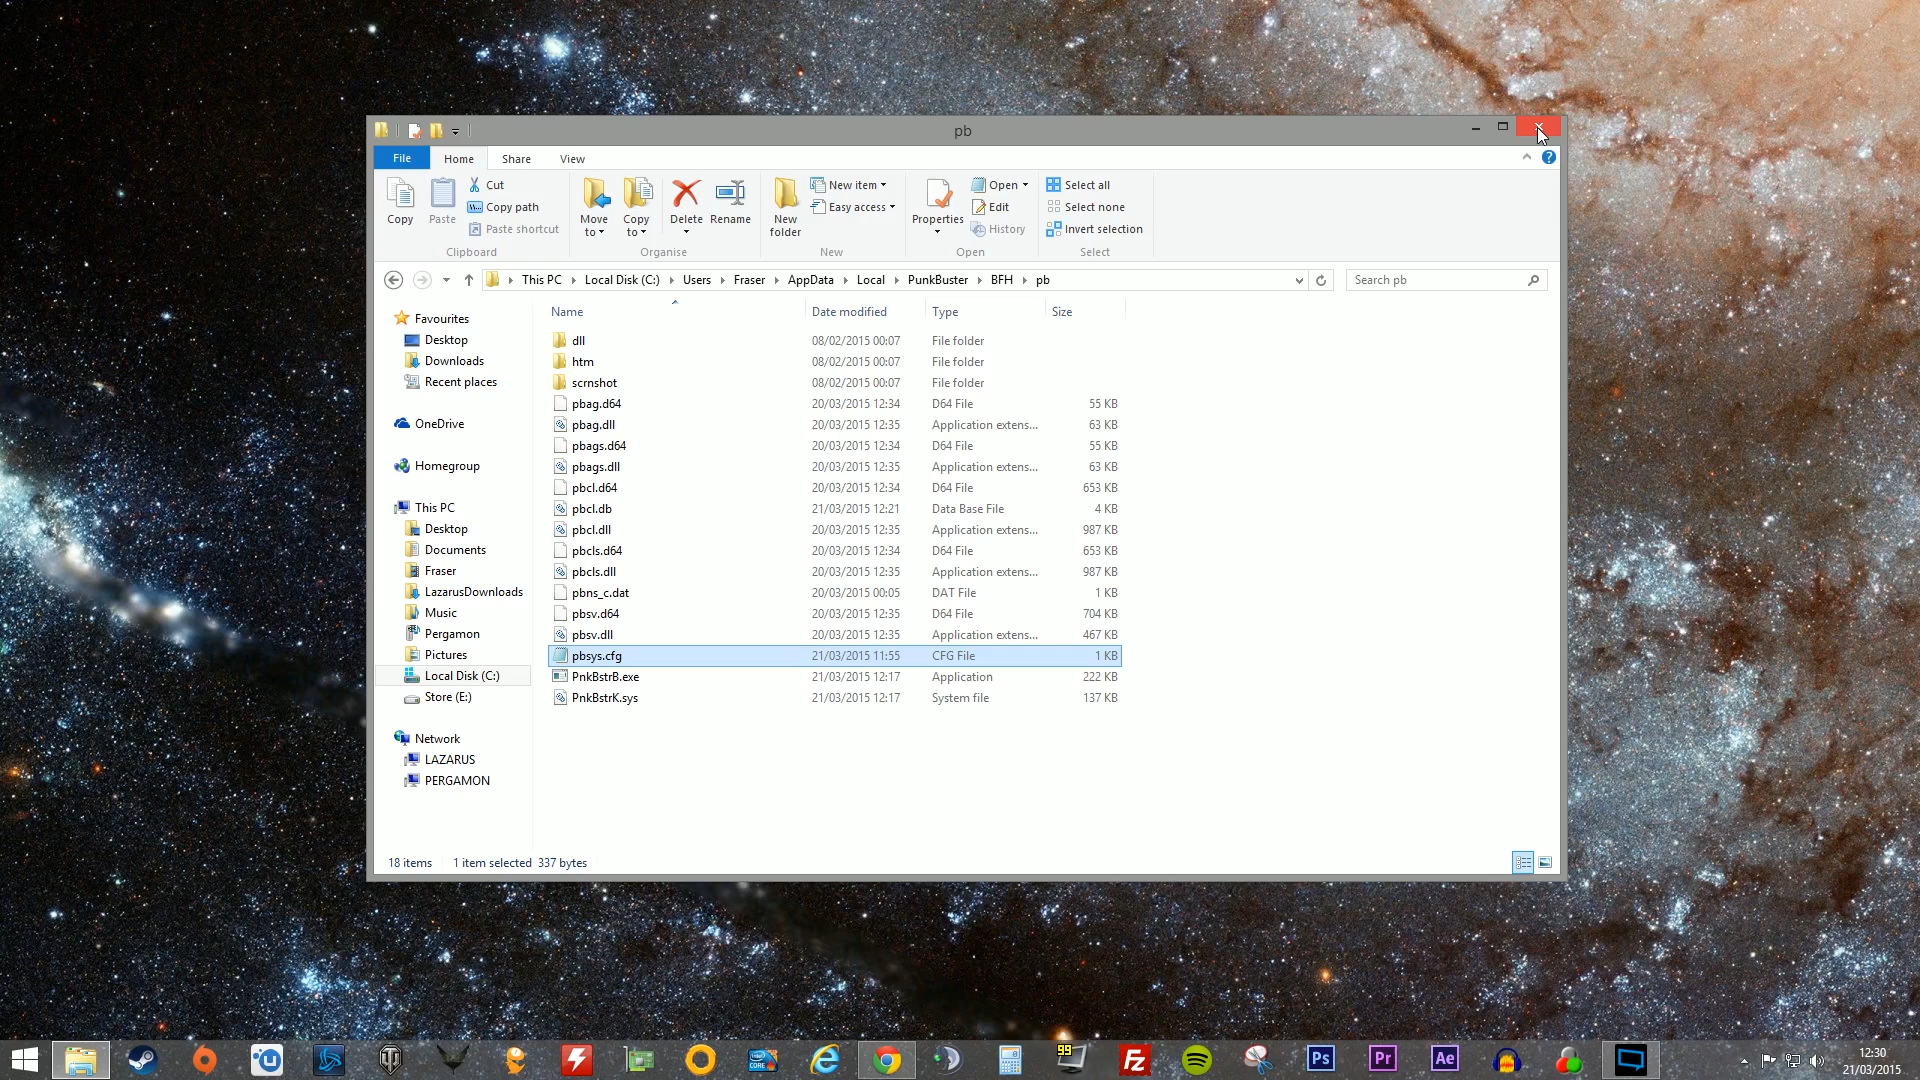 pb
File Home Share View
Copy
Paste
Cut
Copy path
Paste shortcut
Clipboard
Move to
Copy to
Delete
Rename
Organise
New folder
New item
Easy access
New
Properties
Open
Edit
History
Open
Select all
Select none
Invert selection
Select
This PC Local Disk (C:) Users Fraser AppData Local PunkBuster BFH pb
Search pb
Favourites
Desktop
Downloads
Recent places
OneDrive
Homegroup
This PC
Desktop
Documents
Fraser
LazarusDownloads
Music
Pergamon
Pictures
Local Disk (C:)
Store (E:)
Network
LAZARUS
PERGAMON
Name Date modified Type Size
dll 08/02/2015 00:07 File folder
htm 08/02/2015 00:07 File folder
scrnshot 08/02/2015 00:07 File folder
pbag.d64 20/03/2015 12:34 D64 File 55 KB
pbag.dll 20/03/2015 12:35 Application extens... 63 KB
pbags.d64 20/03/2015 12:34 D64 File 55 KB
pbags.dll 20/03/2015 12:35 Application extens... 63 KB
pbcl.d64 20/03/2015 12:34 D64 File 653 KB
pbcl.db 21/03/2015 12:21 Data Base File 4 KB
pbcl.dll 20/03/2015 12:35 Application extens... 987 KB
pbcls.d64 20/03/2015 12:34 D64 File 653 KB
pbcls.dll 20/03/2015 12:35 Application extens... 987 KB
pbns_c.dat 20/03/2015 00:05 DAT File 1 KB
pbsv.d64 20/03/2015 12:35 D64 File 704 KB
pbsv.dll 20/03/2015 12:35 Application extens... 467 KB
pbsys.cfg 21/03/2015 11:55 CFG File 1 KB
PnkBstrB.exe 21/03/2015 12:17 Application 222 KB
PnkBstrK.sys 21/03/2015 12:17 System file 137 KB
18 items 1 item selected 337 bytes
99
FZ
Ps
Pr
Ae
12:30
21/03/2015